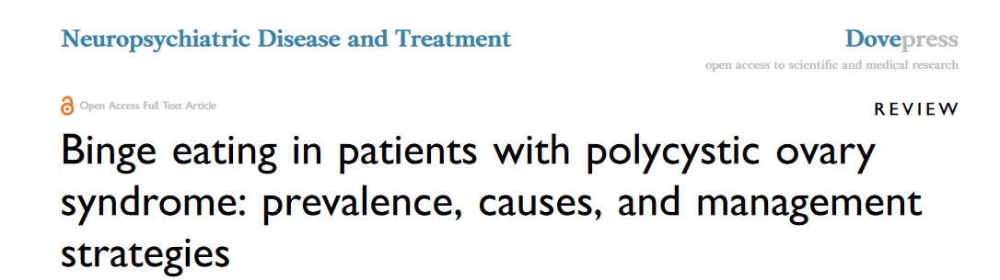 Neuropsychiatric Disease and Treatment
Dovepress
open access to scientific and medical research
Open Access Full Text Article
REVIEW
Binge eating in patients with polycystic ovary
syndrome: prevalence, causes, and management
strategies